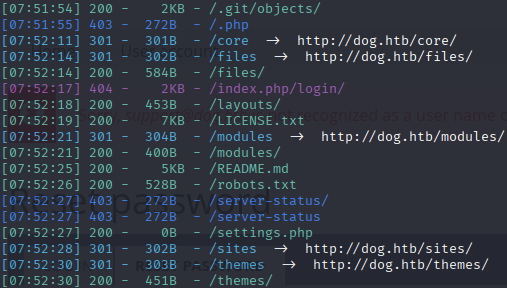 [07:51:54] 200 - 2KB - /.git/objects/
[07:51:55] 403 - 272B - /.php
[07:52:11] 301 - 301B - /core → http://dog.htb/core/
[07:52:14] 301 - 302B - /files → http://dog.htb/files/
[07:52:14] 200 - 584B - /files/
[07:52:17] 404 - 2KB - /index.php/login/
[07:52:18] 200 - 453B - /layouts/
[07:52:19] 200 - 7KB - /LICENSE.txt
[07:52:21] 301 - 304B - /modules → http://dog.htb/modules/
[07:52:21] 200 - 400B - /modules/
[07:52:25] 200 - 5KB - /README.md
[07:52:26] 200 - 528B - /robots.txt
[07:52:27] 403 - 272B - /server-status/
[07:52:27] 403 - 272B - /server-status
[07:52:27] 200 - 0B - /settings.php
[07:52:28] 301 - 302B - /sites → http://dog.htb/sites/
[07:52:30] 301 - 303B - /themes → http://dog.htb/themes/
[07:52:30] 200 - 451B - /themes/